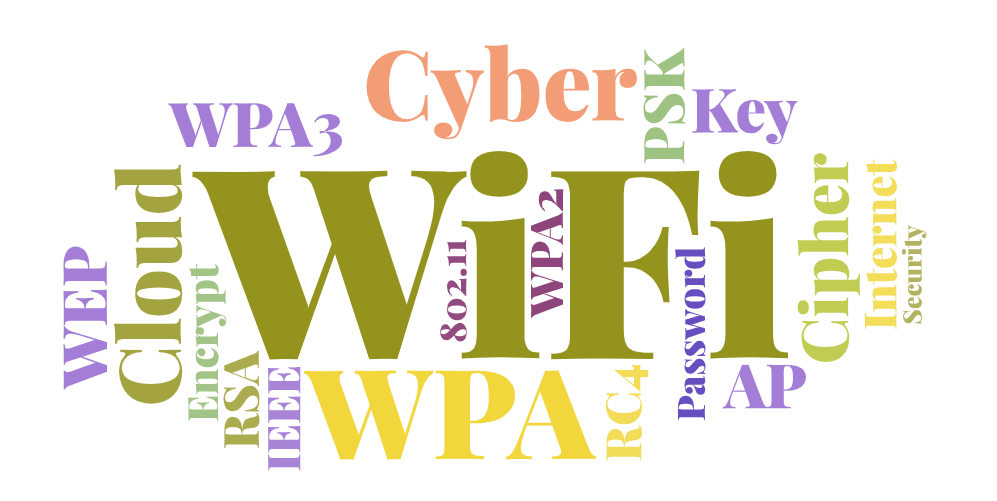 Cyber
PSK
Key
WPA3
WiFi
Cloud
WEP
Encrypt
RSA
IEEE
802.11
WPA2
Password
Cipher
Internet
Security
WPA
RC4
AP